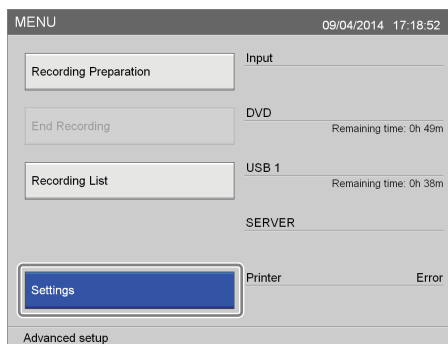 MENU 09/04/2014 17:18:52
Recording Preparation
End Recording
Recording List
Settings
Input
DVD
Remaining time: 0h 49m
USB 1
Remaining time: 0h 38m
SERVER
Printer Error
Advanced setup